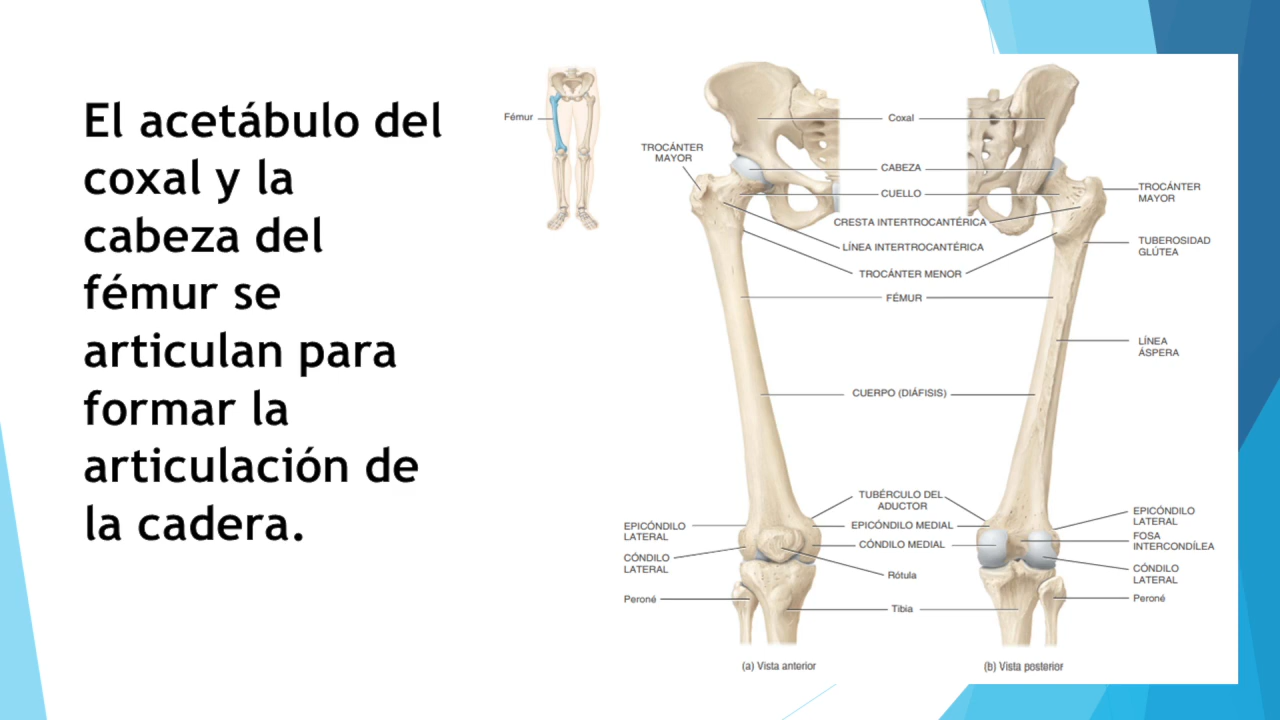 El acetábulo del
coxal y la
cabeza del
fémur se
articulan para
formar la
articulación de
la cadera.
Fémur
TROCÁNTER
MAYOR
Coxal
CABEZA
CUELLO
CRESTA INTERTROCANTÉRICA
LÍNEA INTERTROCANTÉRICA
TROCÁNTER MENOR
FÉMUR
CUERPO (DIÁFISIS)
TUBÉRCULO DEL
ADUCTOR
EPICÓNDILO MEDIAL
CÓNDILO MEDIAL
Rótula
Tibia
EPICÓNDILO
LATERAL
CÓNDILO
LATERAL
Peroné
TROCÁNTER
MAYOR
TUBEROSIDAD
GLÚTEA
LÍNEA
ÁSPERA
EPICÓNDILO
LATERAL
FOSA
INTERCONDÍLEA
CÓNDILO
LATERAL
Peroné
(a) Vista anterior
(b) Vista posterior